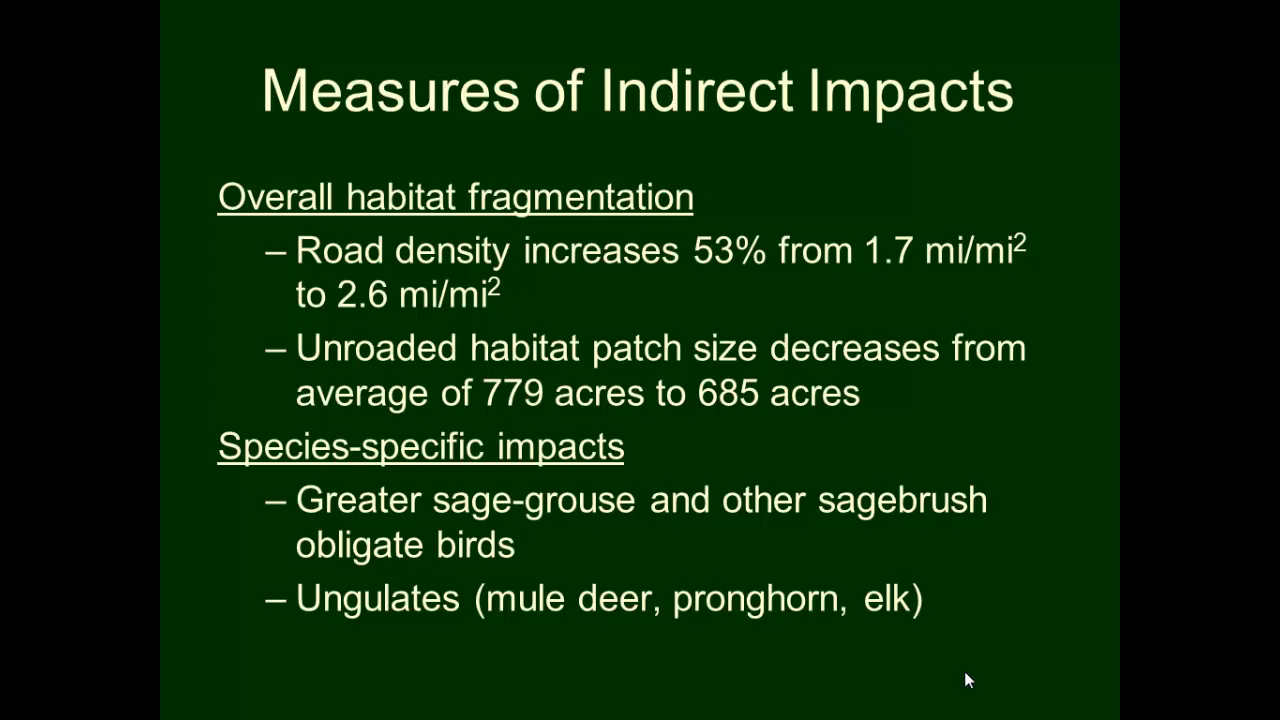 Measures of Indirect Impacts
Overall habitat fragmentation
– Road density increases 53% from 1.7 mi/mi²
to 2.6 mi/mi²
– Unroaded habitat patch size decreases from
average of 779 acres to 685 acres
Species-specific impacts
– Greater sage-grouse and other sagebrush
obligate birds
– Ungulates (mule deer, pronghorn, elk)